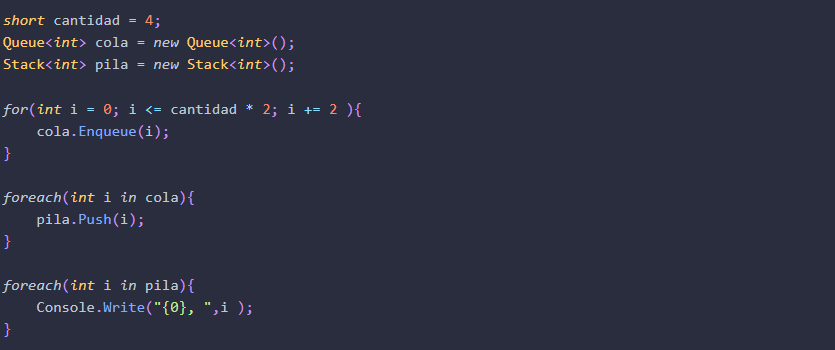 short cantidad = 4;
Queue<int> cola = new Queue<int>();
Stack<int> pila = new Stack<int>();
for(int i = 0; i <= cantidad * 2; i += 2 ){
    cola.Enqueue(i);
}
foreach(int i in cola){
    pila.Push(i);
}
foreach(int i in pila){
    Console.Write("{0}, ",i );
}